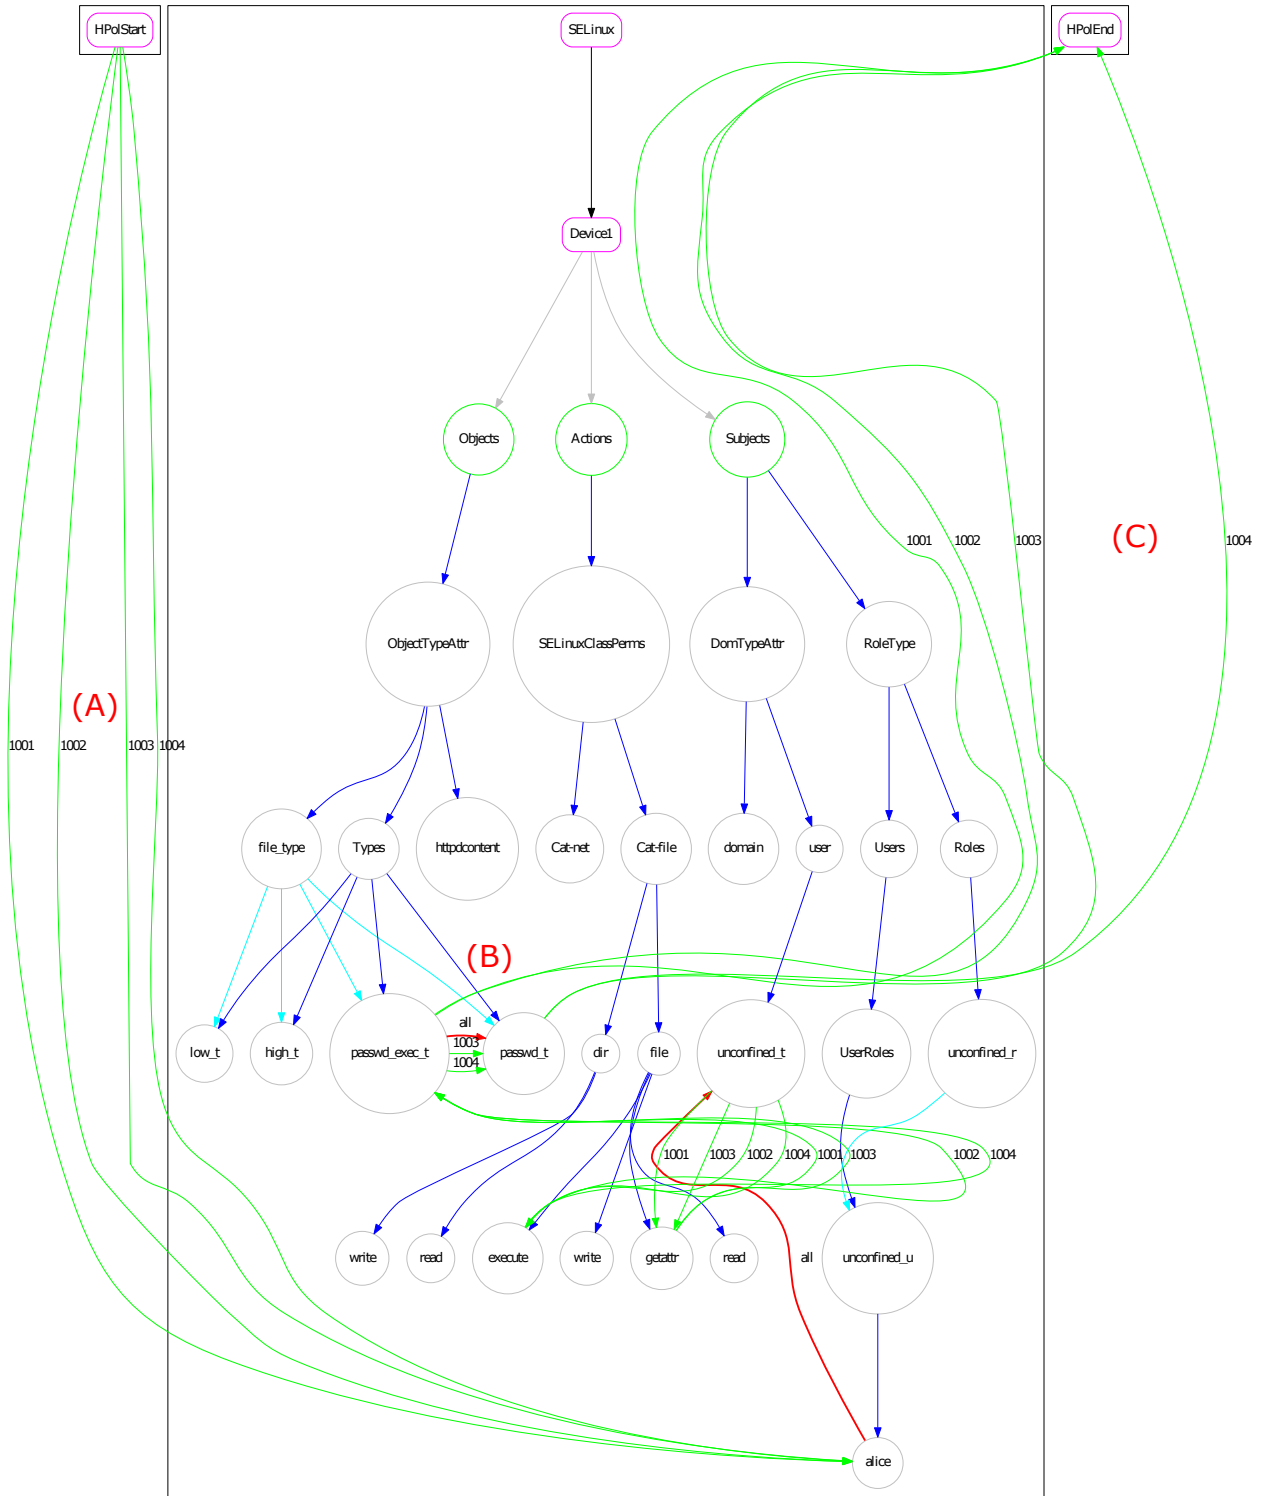 HPolStart
SELinux
HPolEnd
Device1
Objects
Actions
Subjects
1001
1002
1003
(C)
1004
ObjectTypeAttr
SELinuxClassPerms
DomTypeAttr
RoleType
(A)
1001
1002
1003
1004
file_type
Types
httpdcontent
Cat-net
Cat-file
domain
user
Users
Roles
(B)
all
1003
1004
low_t
high_t
passwd_exec_t
passwd_t
dir
file
unconfined_t
UserRoles
unconfined_r
1001
1003
1002
1004
1001
1003
1002
1004
write
read
execute
write
getattr
read
all
unconfined_u
alice